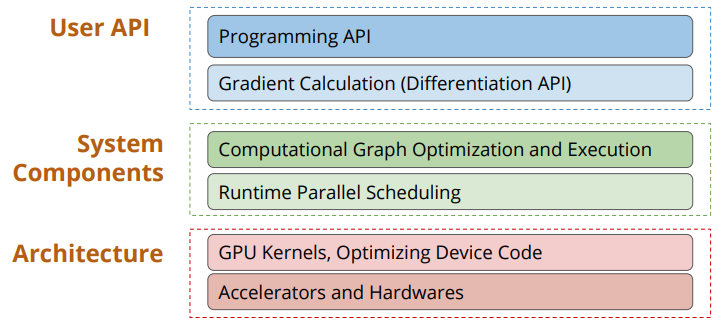 User API
Programming API
Gradient Calculation (Differentiation API)
System
Components
Computational Graph Optimization and Execution
Runtime Parallel Scheduling
Architecture
GPU Kernels, Optimizing Device Code
Accelerators and Hardwares